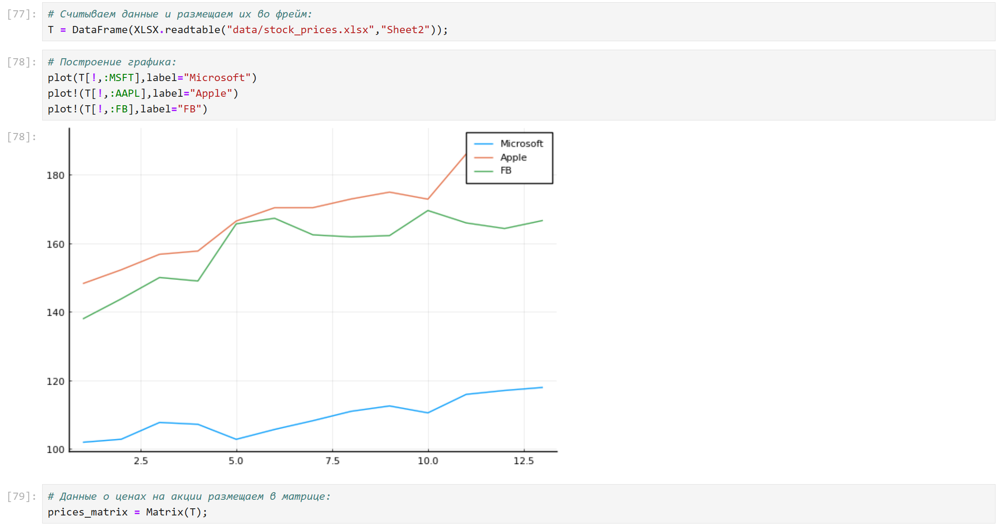 [77]:
# Считываем данные и размещаем их во фрейм:
T = DataFrame(XLSX.readtable("data/stock_prices.xlsx","Sheet2"));
[78]:
# Построение графика:
plot(T[!,:MSFT],label="Microsoft")
plot!(T[!,:AAPL],label="Apple")
plot!(T[!,:FB],label="FB")
[78]:
Microsoft
Apple
FB
180
160
140
120
100
2.5 5.0 7.5 10.0 12.5
[79]:
# Данные о ценах на акции размещаем в матрице:
prices_matrix = Matrix(T);